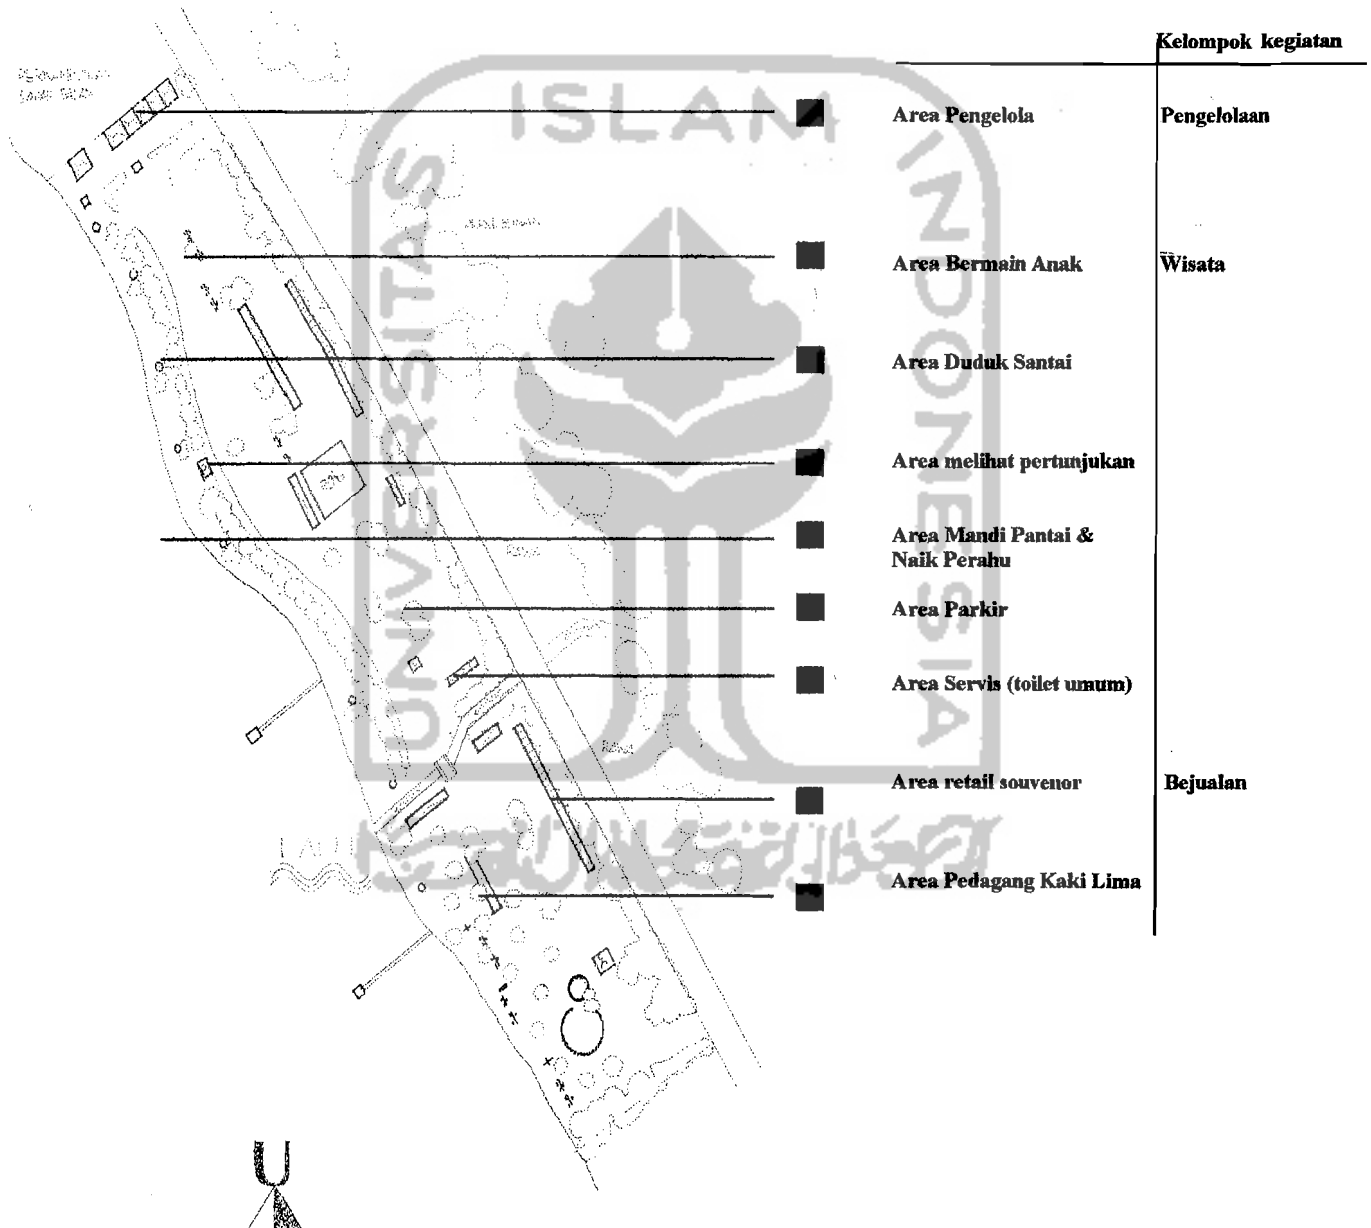 Kelompok kegiatan
Area Pengelola
Pengelolaan
Area Bermain Anak
Wisata
Area Duduk Santai
Area melihat pertunjukan
Area Mandi Pantai &
Naik Perahu
Area Parkir
Area Servis (toilet umum)
Area retail souvenor
Bejualan
Area Pedagang Kaki Lima
UNIVERSITAS
ISLAM
INDONESIA
RAWA
RAWA
LAUT
U